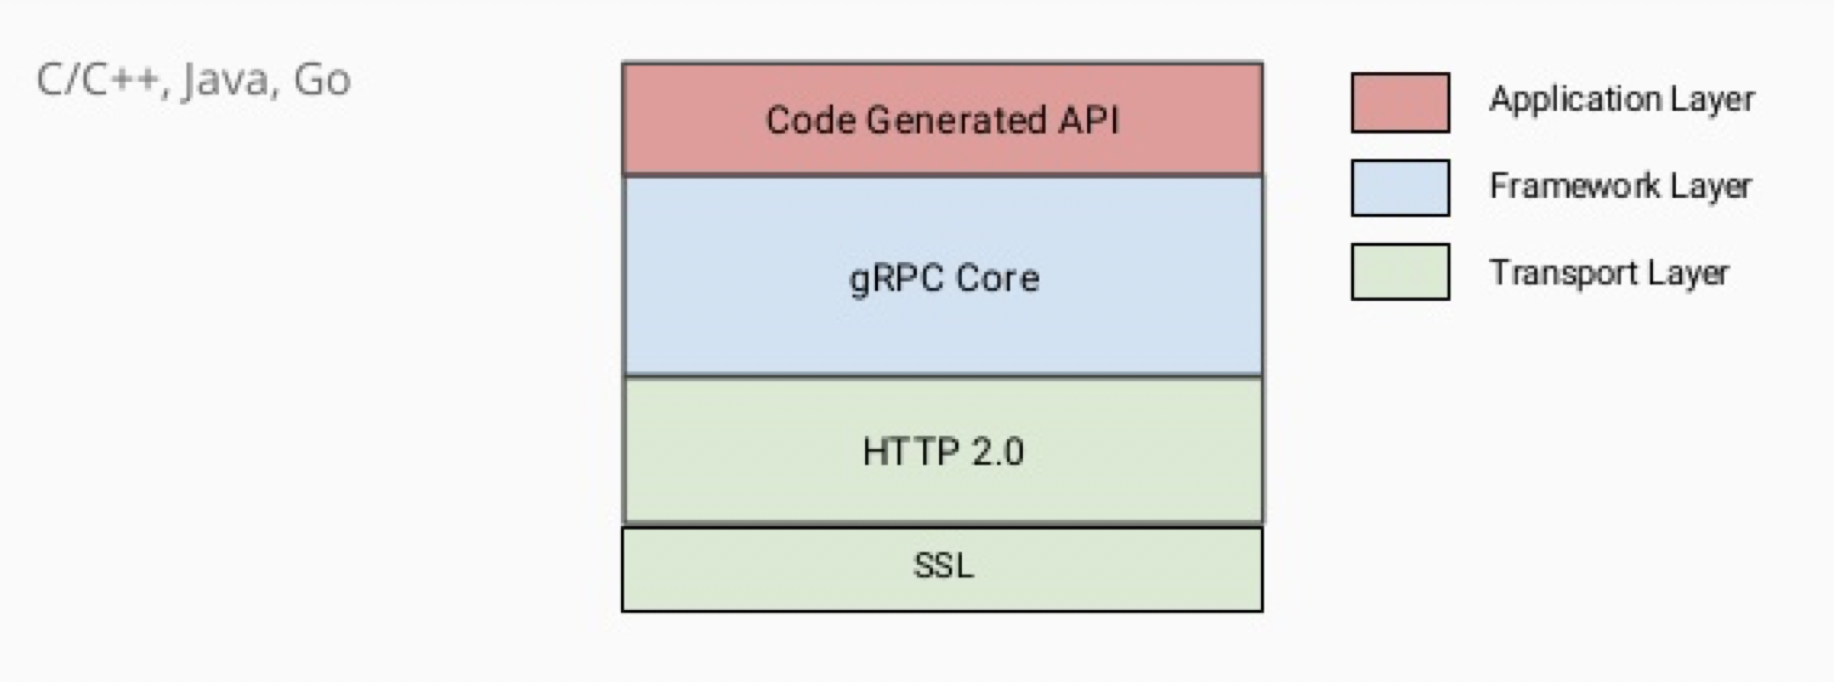 C/C++, Java, Go
Code Generated API
gRPC Core
HTTP 2.0
SSL
Application Layer
Framework Layer
Transport Layer